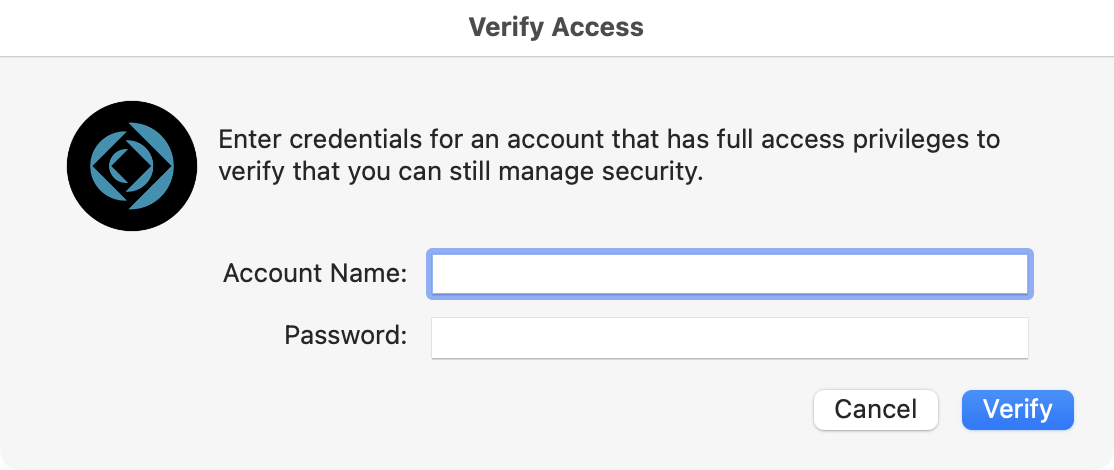 Verify Access
Enter credentials for an account that has full access privileges to
verify that you can still manage security.
Account Name:
Password:
Cancel
Verify